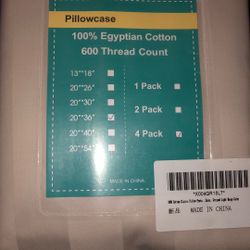 Pillowcase
100% Egyptian Cotton
600 Thread Count
13"*18"
20"*26"
20"*30"
20"*36"
20"*40"
20"*54"
1 Pack
2 Pack
4 Pack
MADE IN CHINA
MADE IN CHINA